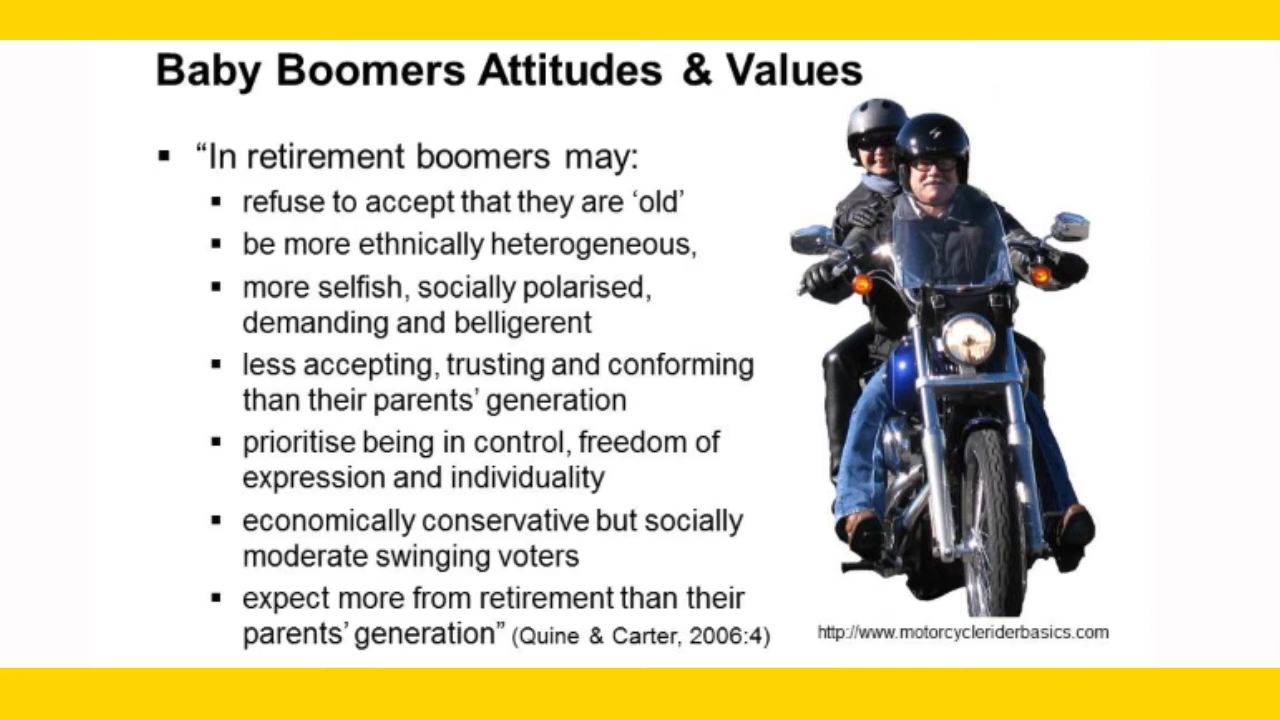 Baby Boomers Attitudes & Values
▪ “In retirement boomers may:
▪ refuse to accept that they are ‘old’
▪ be more ethnically heterogeneous,
▪ more selfish, socially polarised,
demanding and belligerent
▪ less accepting, trusting and conforming
than their parents’ generation
▪ prioritise being in control, freedom of
expression and individuality
▪ economically conservative but socially
moderate swinging voters
▪ expect more from retirement than their
parents’ generation” (Quine & Carter, 2006:4)
http://www.motorcycleriderbasics.com